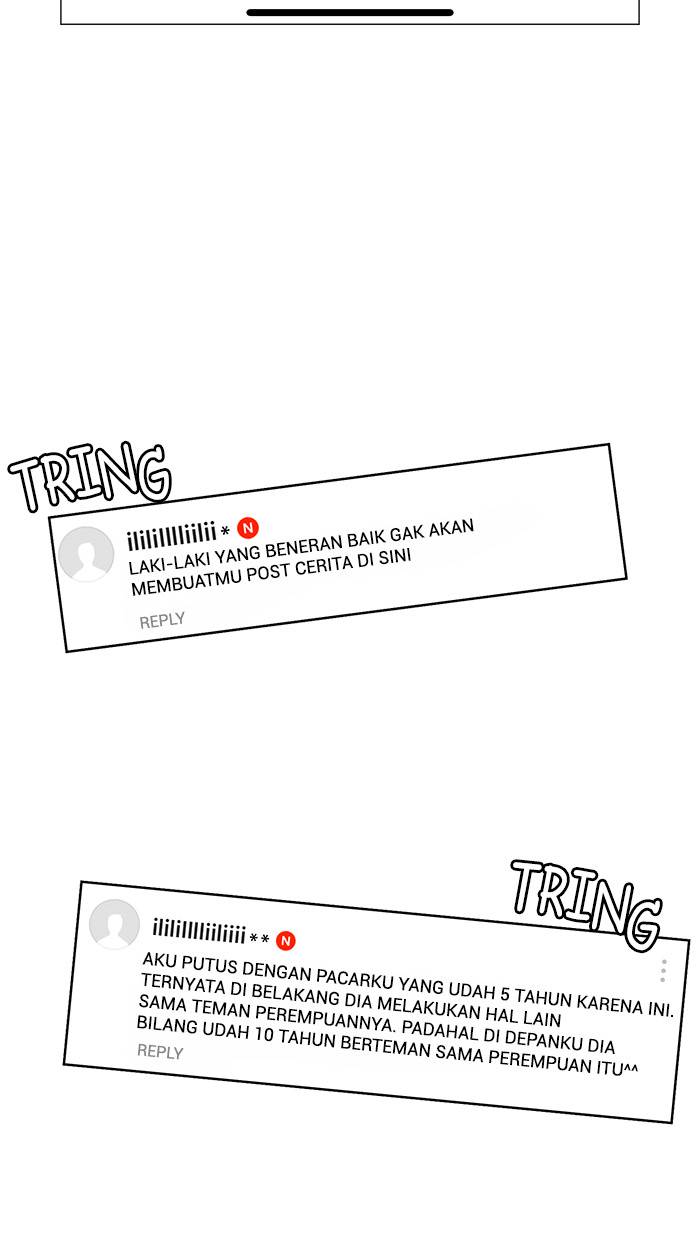 TRING
ililillllliilii * N
LAKI-LAKI YANG BENERAN BAIK GAK AKAN
MEMBUATMU POST CERITA DI SINI
REPLY
TRING
ililillllliiliiii ** N
AKU PUTUS DENGAN PACARKU YANG UDAH 5 TAHUN KARENA INI.
TERNYATA DI BELAKANG DIA MELAKUKAN HAL LAIN
SAMA TEMAN PEREMPUANNYA. PADAHAL DI DEPANKU DIA
BILANG UDAH 10 TAHUN BERTEMAN SAMA PEREMPUAN ITU^^
REPLY